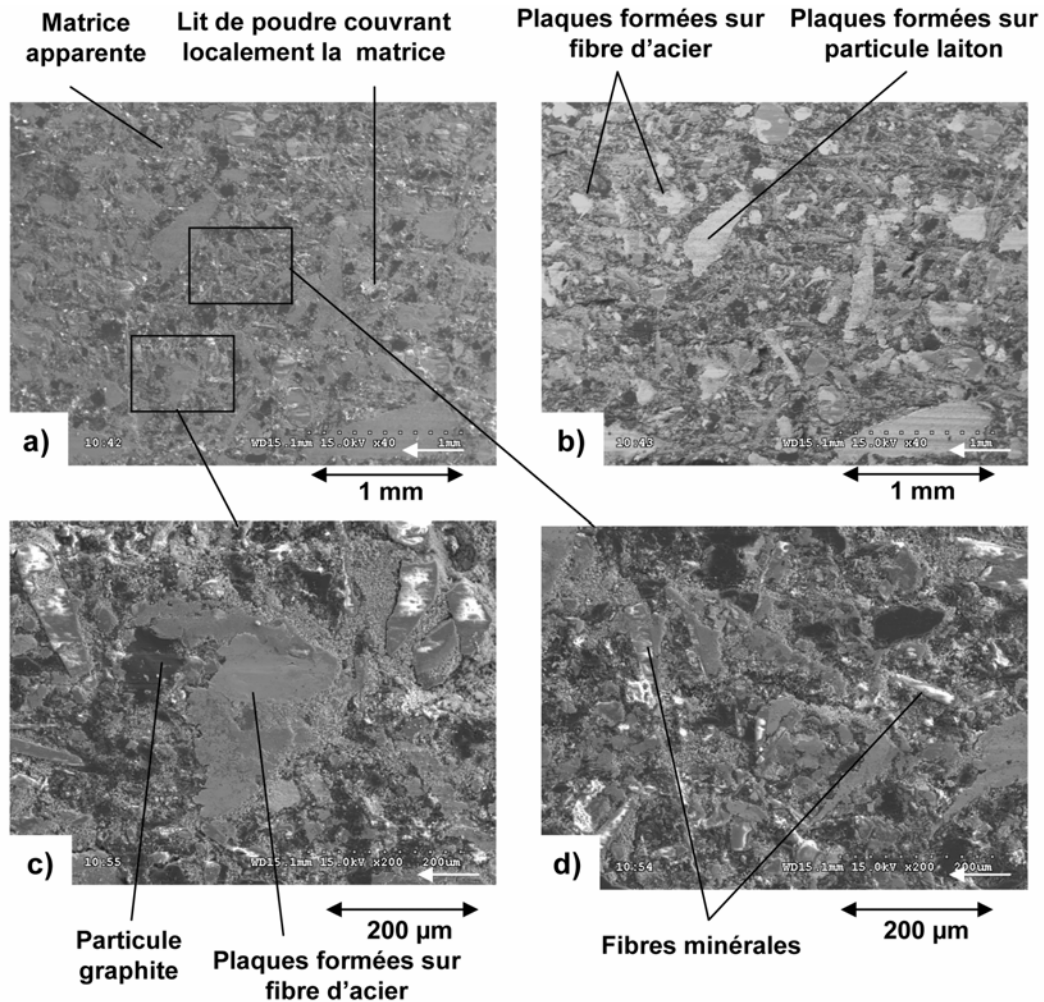 Matrice
apparente
Lit de poudre couvrant
localement la matrice
Plaques formées sur
fibre d'acier
Plaques formées sur
particule laiton
a)
10:42 WD15.1mm 15.0kV x40 1mm
1 mm
b)
10:43 WD15.1mm 15.0kV x40 1mm
1 mm
c)
10:55 WD15.1mm 15.0kV x200 200um
200 µm
d)
10:54 WD15.1mm 15.0kV x200 200um
200 µm
Particule
graphite
Plaques formées sur
fibre d'acier
Fibres minérales